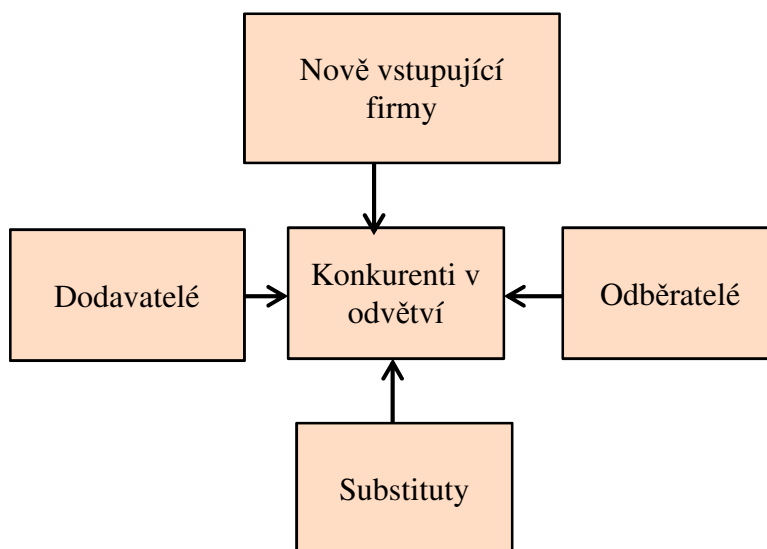 Nově vstupující
firmy
Dodavatelé
Konkurenti v
odvětví
Odběratelé
Substituty